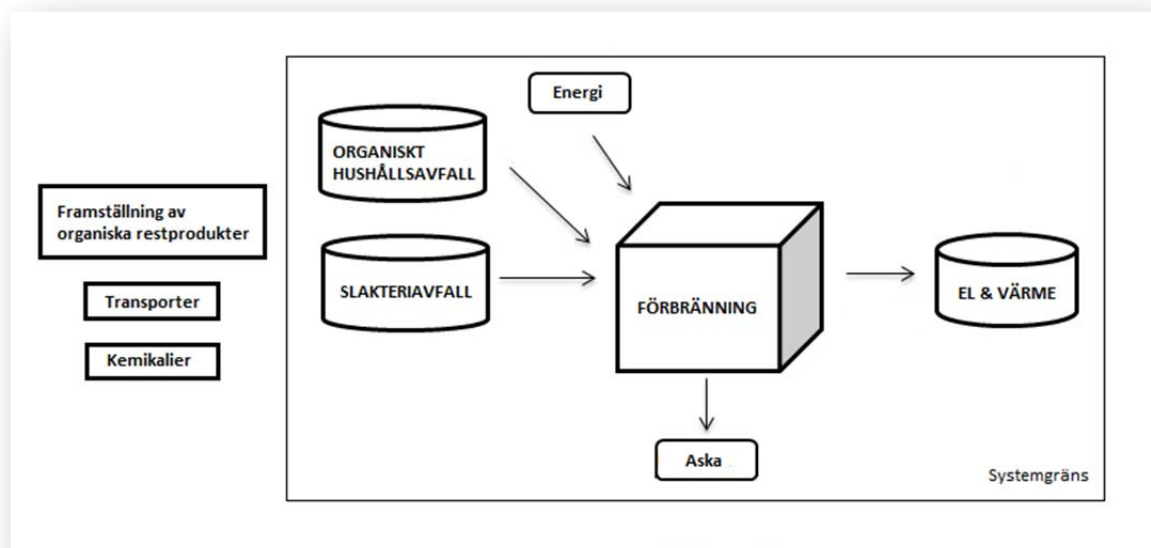 Energi
ORGANISKT
HUSHÅLLSAVFALL
Framställning av
organiska restprodukter
SLAKTERIAVFALL
Transporter
FÖRBRÄNNING
EL & VÄRME
Kemikalier
Aska
Systemgräns